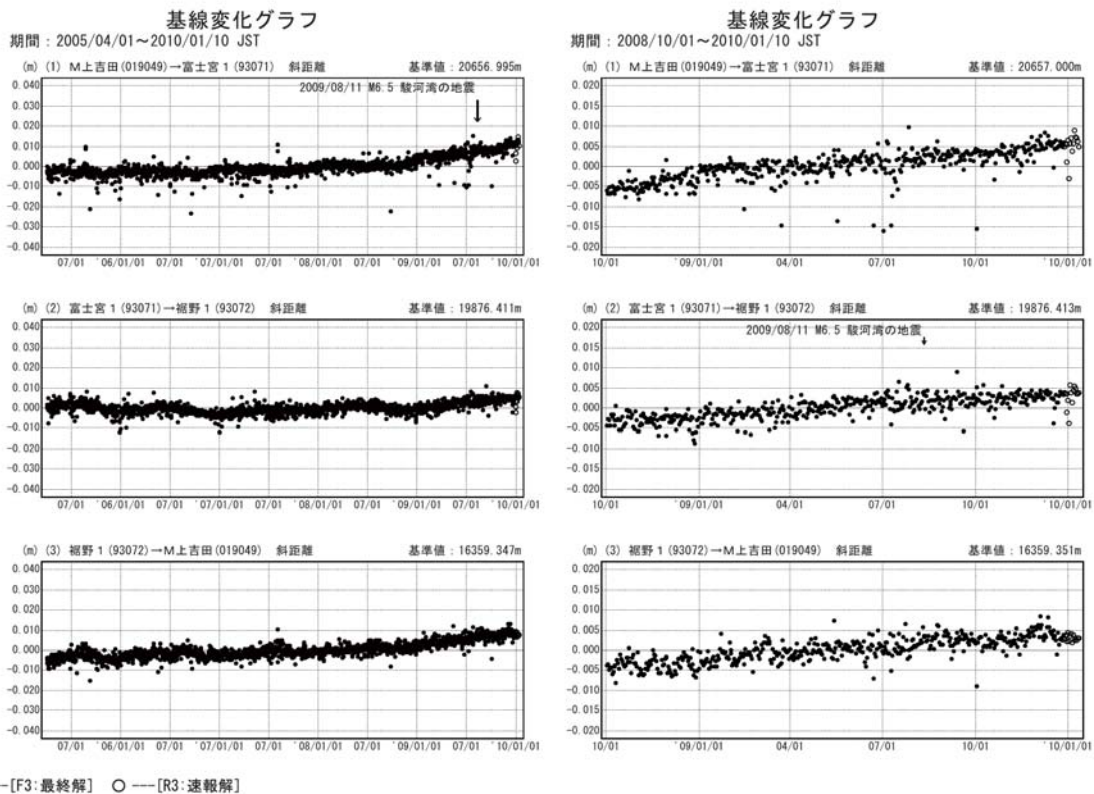 基線変化グラフ
期間：2005/04/01～2010/01/10 JST
(m) (1) M上吉田(019049)→富士宮1(93071) 斜距離 基準値：20656.995m
2009/08/11 M6.5 駿河湾の地震
0.040
0.030
0.020
0.010
0.000
-0.010
-0.020
-0.030
-0.040
07/01 '06/01/01 07/01 '07/01/01 07/01 '08/01/01 07/01 '09/01/01 07/01 '10/01/01
(m) (2) 富士宮1(93071)→裾野1(93072) 斜距離 基準値：19876.411m
0.040
0.030
0.020
0.010
0.000
-0.010
-0.020
-0.030
-0.040
07/01 '06/01/01 07/01 '07/01/01 07/01 '08/01/01 07/01 '09/01/01 07/01 '10/01/01
(m) (3) 裾野1(93072)→M上吉田(019049) 斜距離 基準値：16359.347m
0.040
0.030
0.020
0.010
0.000
-0.010
-0.020
-0.030
-0.040
07/01 '06/01/01 07/01 '07/01/01 07/01 '08/01/01 07/01 '09/01/01 07/01 '10/01/01
基線変化グラフ
期間：2008/10/01～2010/01/10 JST
(m) (1) M上吉田(019049)→富士宮1(93071) 斜距離 基準値：20657.000m
0.020
0.015
0.010
0.005
0.000
-0.005
-0.010
-0.015
-0.020
10/01 '09/01/01 04/01 07/01 10/01 '10/01/01
(m) (2) 富士宮1(93071)→裾野1(93072) 斜距離 基準値：19876.413m
2009/08/11 M6.5 駿河湾の地震
0.020
0.015
0.010
0.005
0.000
-0.005
-0.010
-0.015
-0.020
10/01 '09/01/01 04/01 07/01 10/01 '10/01/01
(m) (3) 裾野1(93072)→M上吉田(019049) 斜距離 基準値：16359.351m
0.020
0.015
0.010
0.005
0.000
-0.005
-0.010
-0.015
-0.020
10/01 '09/01/01 04/01 07/01 10/01 '10/01/01
-[F3:最終解] ○ ---[R3:速報解]